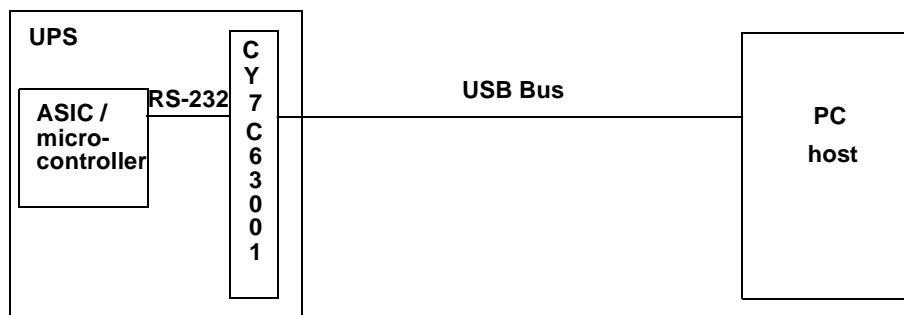 UPS
ASIC /
micro-
controller
RS-232
C
Y
7
C
6
3
0
0
1
USB Bus
PC
host